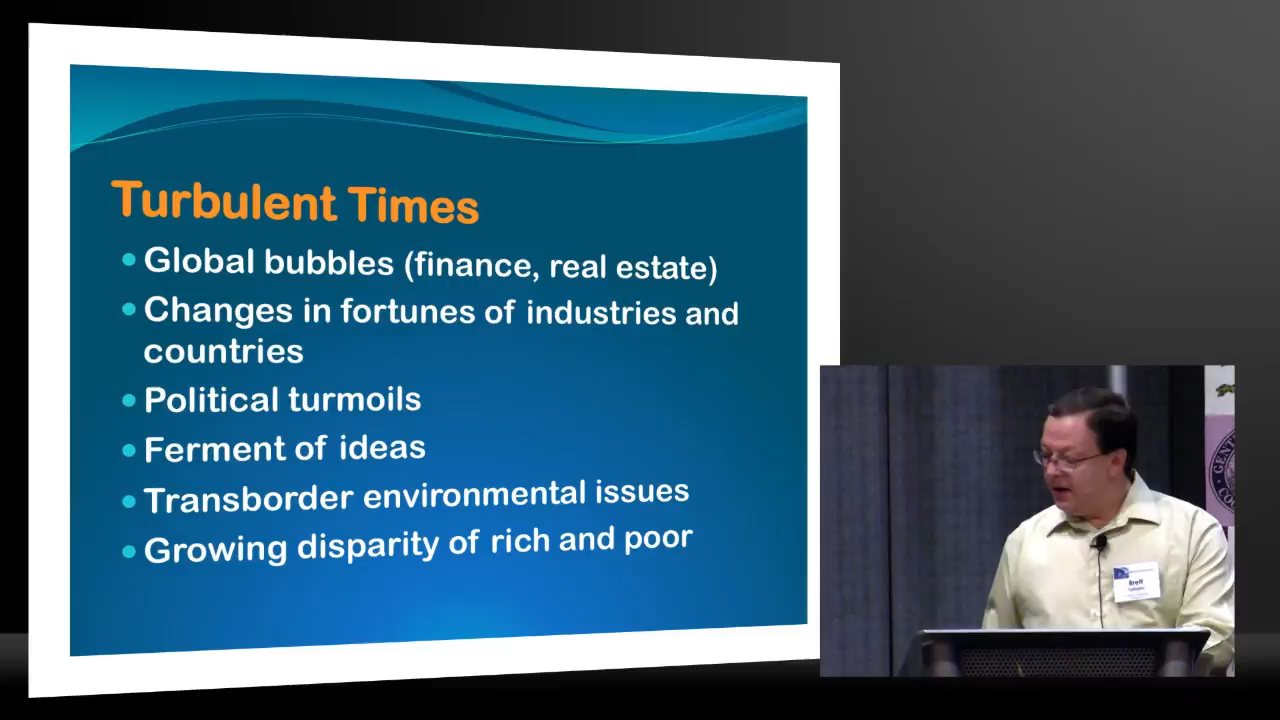 Turbulent Times
• Global bubbles (finance, real estate)
• Changes in fortunes of industries and
countries
• Political turmoils
• Ferment of ideas
• Transborder environmental issues
• Growing disparity of rich and poor
Brett